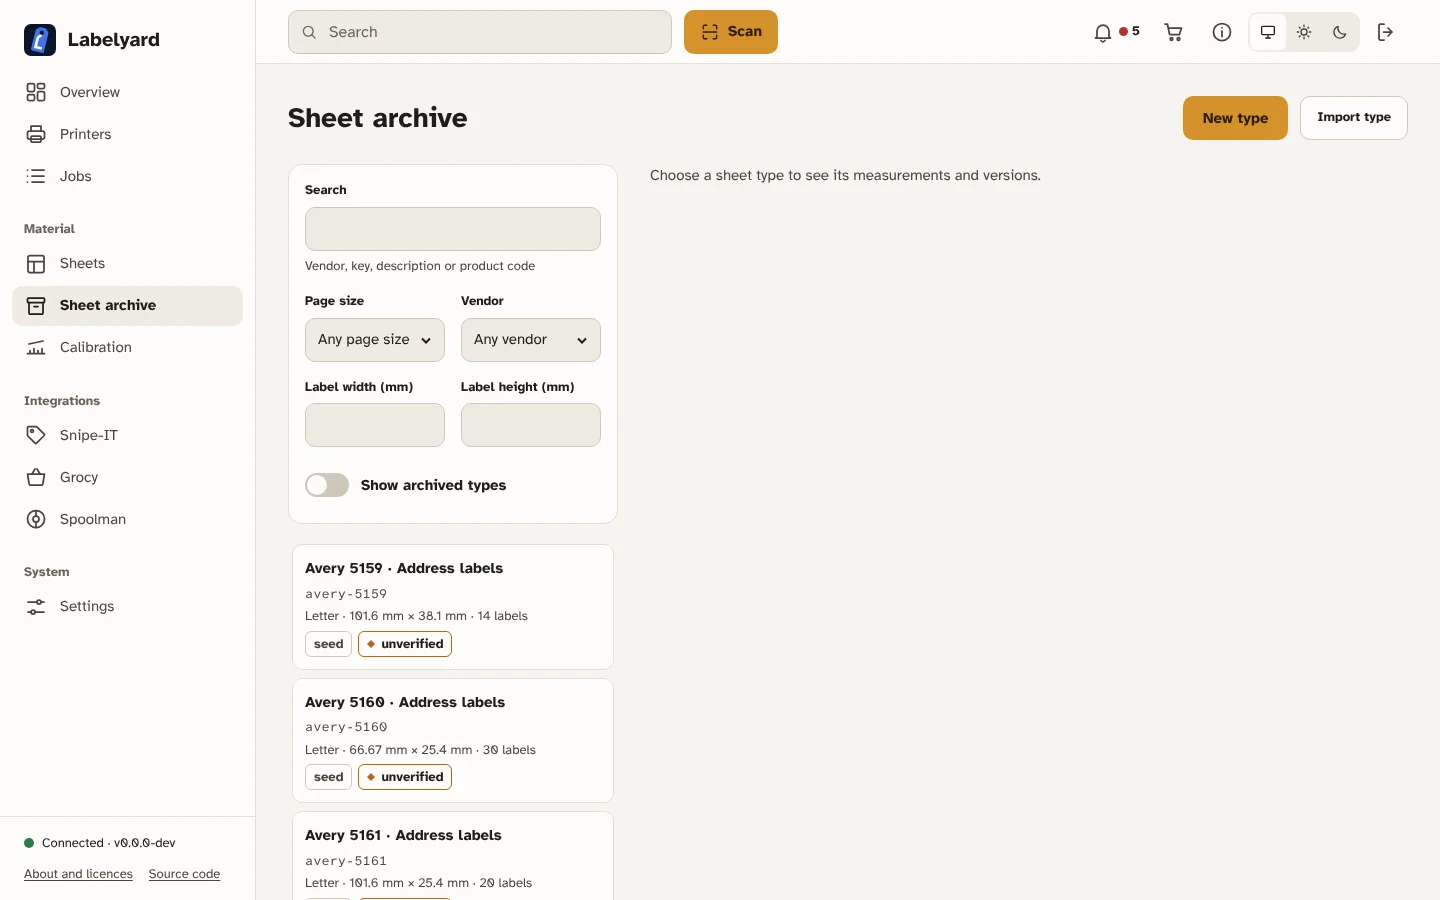 Labelyard
Overview
Printers
Jobs
Material
Sheets
Sheet archive
Calibration
Integrations
Snipe-IT
Grocy
Spoolman
System
Settings
Connected · v0.0.0-dev
About and licences Source code
Search
Scan
5
Sheet archive
New type
Import type
Search
Vendor, key, description or product code
Page size Vendor
Any page size Any vendor
Label width (mm) Label height (mm)
Show archived types
Avery 5159 · Address labels
avery-5159
Letter · 101.6 mm × 38.1 mm · 14 labels
seed ◆ unverified
Avery 5160 · Address labels
avery-5160
Letter · 66.67 mm × 25.4 mm · 30 labels
seed ◆ unverified
Avery 5161 · Address labels
avery-5161
Letter · 101.6 mm × 25.4 mm · 20 labels
Choose a sheet type to see its measurements and versions.